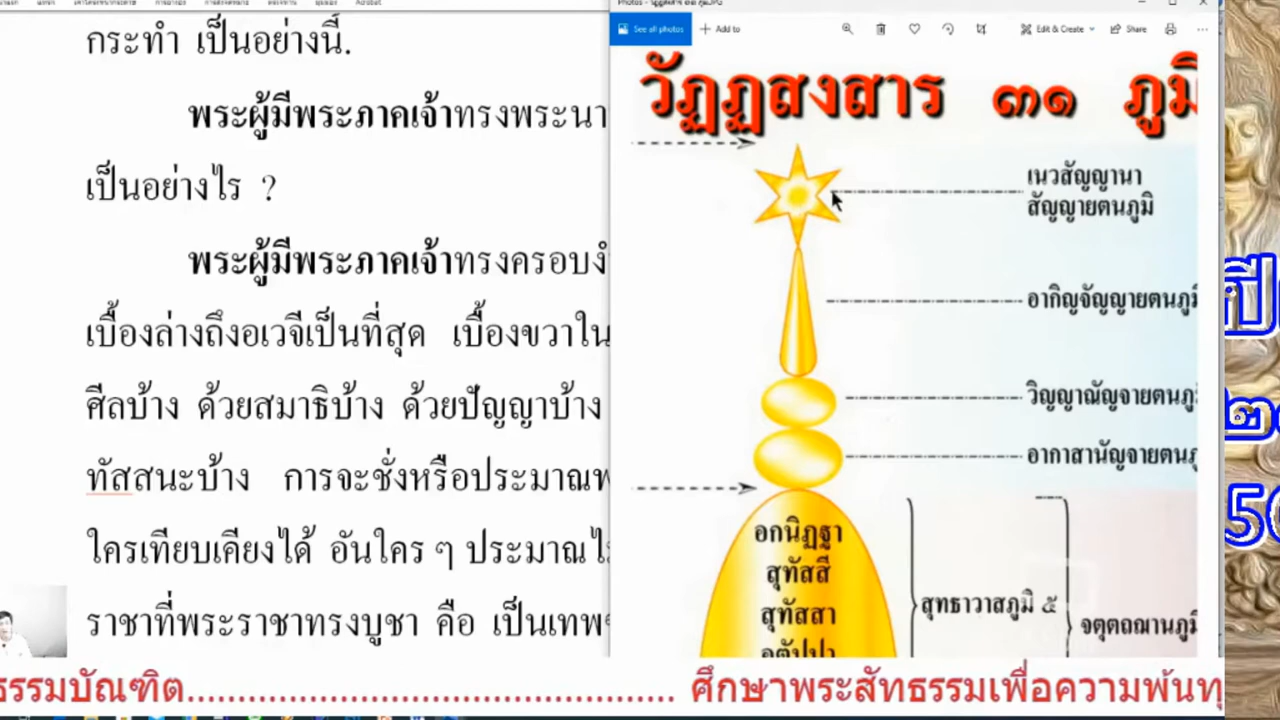 กระทำ เป็นอย่างนี้.
พระผู้มีพระภาคเจ้าทรงพระนา
เป็นอย่างไร ?
พระผู้มีพระภาคเจ้าทรงครอบงำ
เบื้องล่างถึงอเวจีเป็นที่สุด เบื้องขวาใน
ศีลบ้าง ด้วยสมาธิบ้าง ด้วยปัญญาบ้าง
ทัสสนะบ้าง การจะชั่งหรือประมาณพ
ใครเทียบเคียงได้ อันใคร ๆ ประมาณไ
ราชาที่พระราชาทรงบูชา คือ เป็นเทพ
See all photos
Add to
Edit & Create
Share
วัฏฏสงสาร ๓๑ ภูมิ
เนวสัญญานา
สัญญายตนภูมิ
อากิญจัญญายตนภูมิ
วิญญาณัญจายตนภู
อากาสานัญจายตนภู
อกนิฏฐา
สุทัสสี
สุทัสสา
อตัปปา
สุทธาวาสภูมิ ๕
จตุตถฌานภูมิ
ปี
๒
50
ธรรมบัณฑิต........................................ ศึกษาพระสัทธรรมเพื่อความพ้นทุ